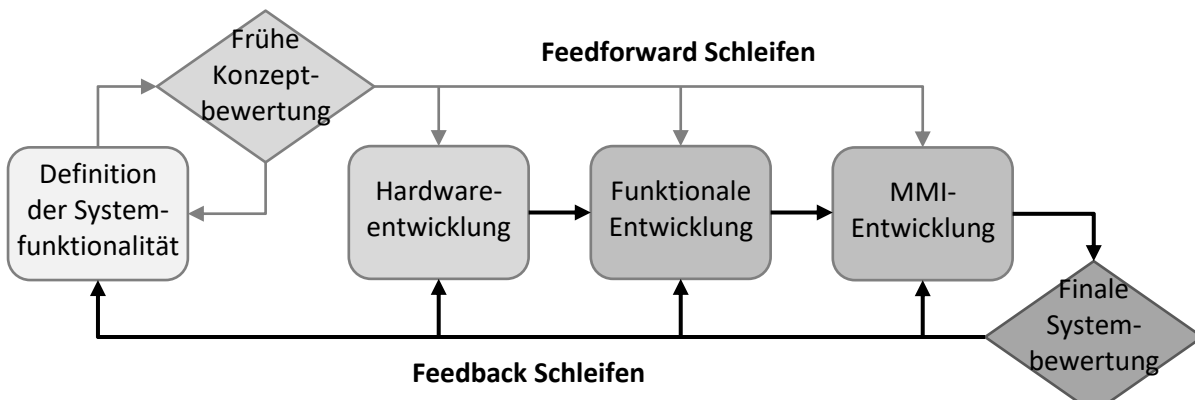 Frühe
Konzept-
bewertung
Feedforward Schleifen
Definition
der System-
funktionalität
Hardware-
entwicklung
Funktionale
Entwicklung
MMI-
Entwicklung
Finale
System-
bewertung
Feedback Schleifen